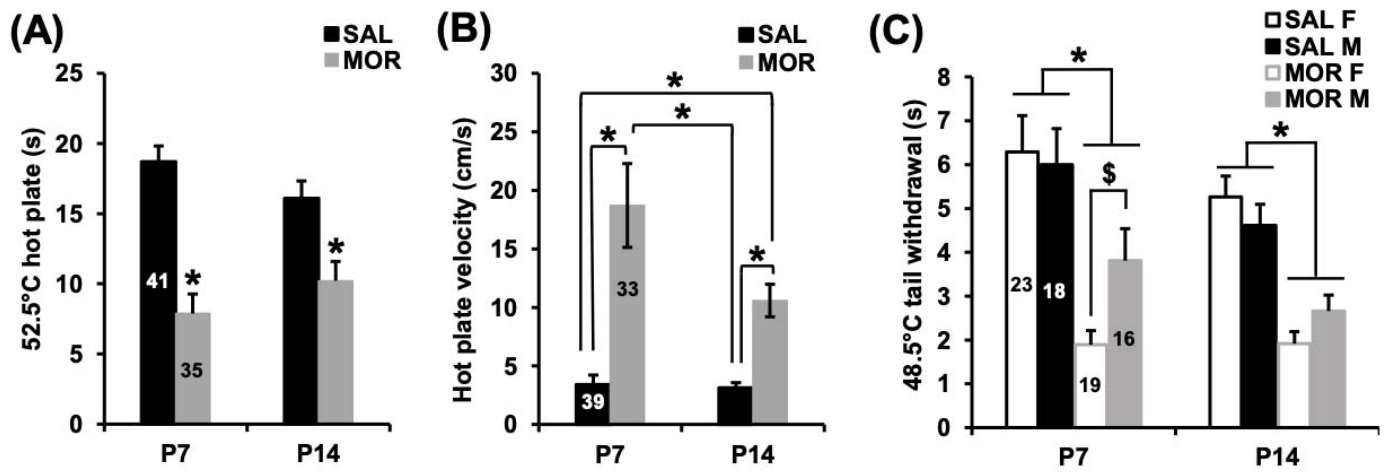 (A)
SAL
MOR
52.5°C hot plate (s)
25
20
15
10
5
0
41
*
35
*
P7
P14
(B)
SAL
MOR
Hot plate velocity (cm/s)
30
25
20
15
10
5
0
*
*
*
*
39
33
P7
P14
(C)
SAL F
SAL M
MOR F
MOR M
48.5°C tail withdrawal (s)
8
7
6
5
4
3
2
1
0
*
$
*
23
18
19
16
P7
P14